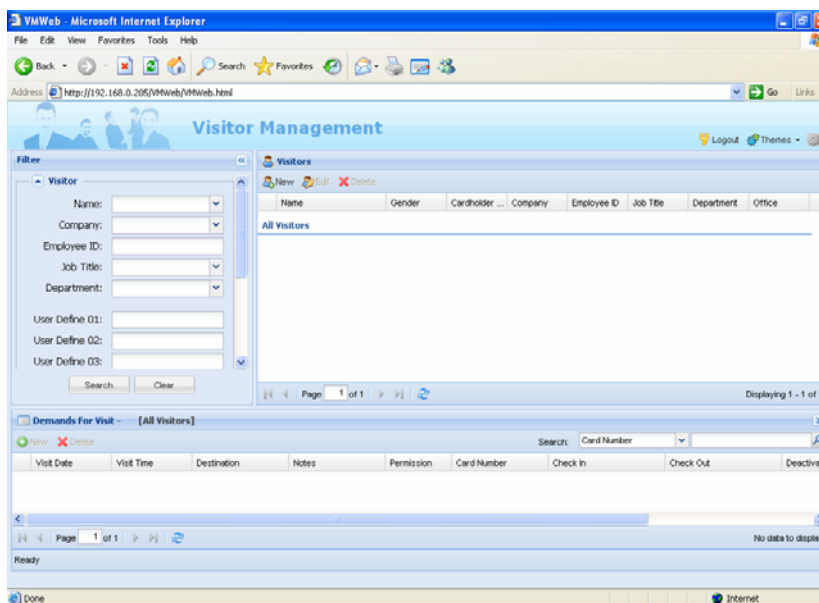 VMWeb - Microsoft Internet Explorer
File Edit View Favorites Tools Help
Back Search Favorites
Address http://192.168.0.205/VMWeb/VMWeb.html Go Links
Visitor Management
Logout Themes
Filter
Visitor
Name:
Company:
Employee ID:
Job Title:
Department:
User Define 01:
User Define 02:
User Define 03:
Search Clear
Visitors
New Edit Delete
Name Gender Cardholder ... Company Employee ID Job Title Department Office
All Visitors
Page 1 of 1 Displaying 1 - 1 of
Demands For Visit - [All Visitors]
New Delete Search: Card Number
Visit Date Visit Time Destination Notes Permission Card Number Check In Check Out Deactiva
Page 1 of 1 No data to displa
Ready
Done Internet